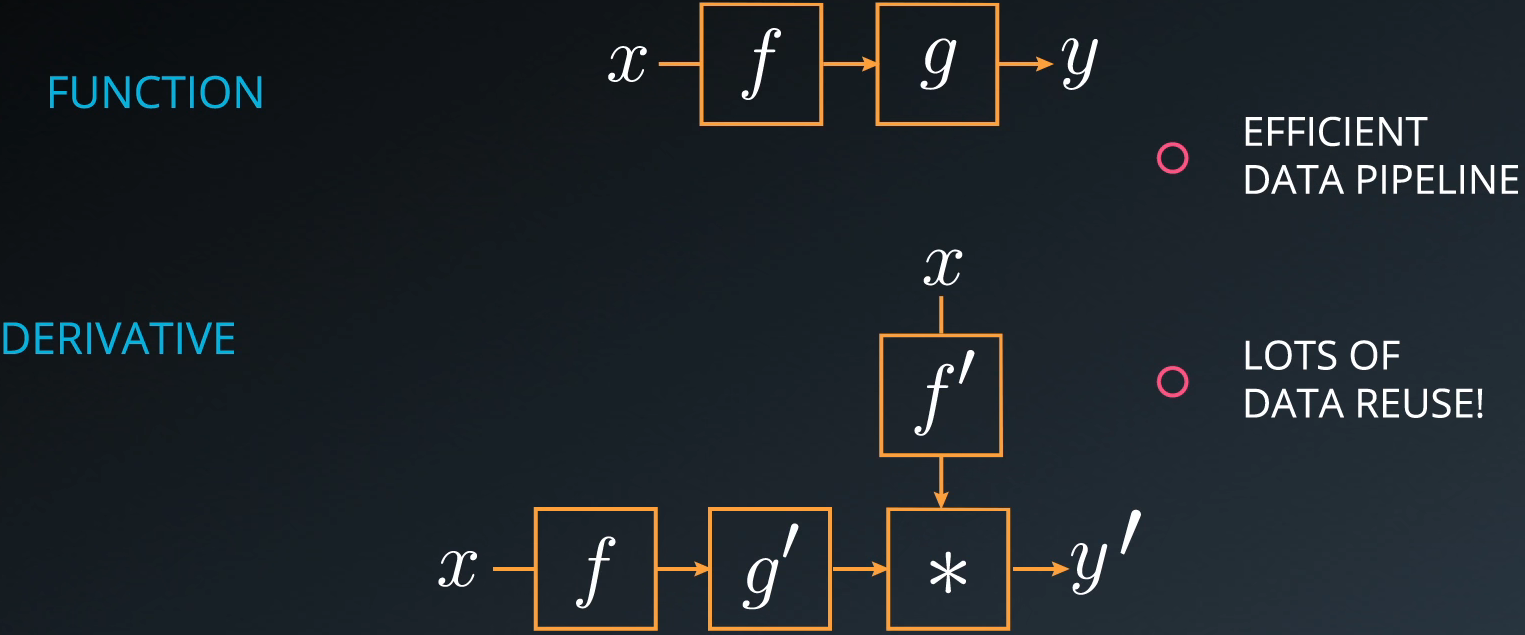 FUNCTION
x f g y
EFFICIENT
DATA PIPELINE
DERIVATIVE
x
f′
LOTS OF
DATA REUSE!
x f g′ * y′